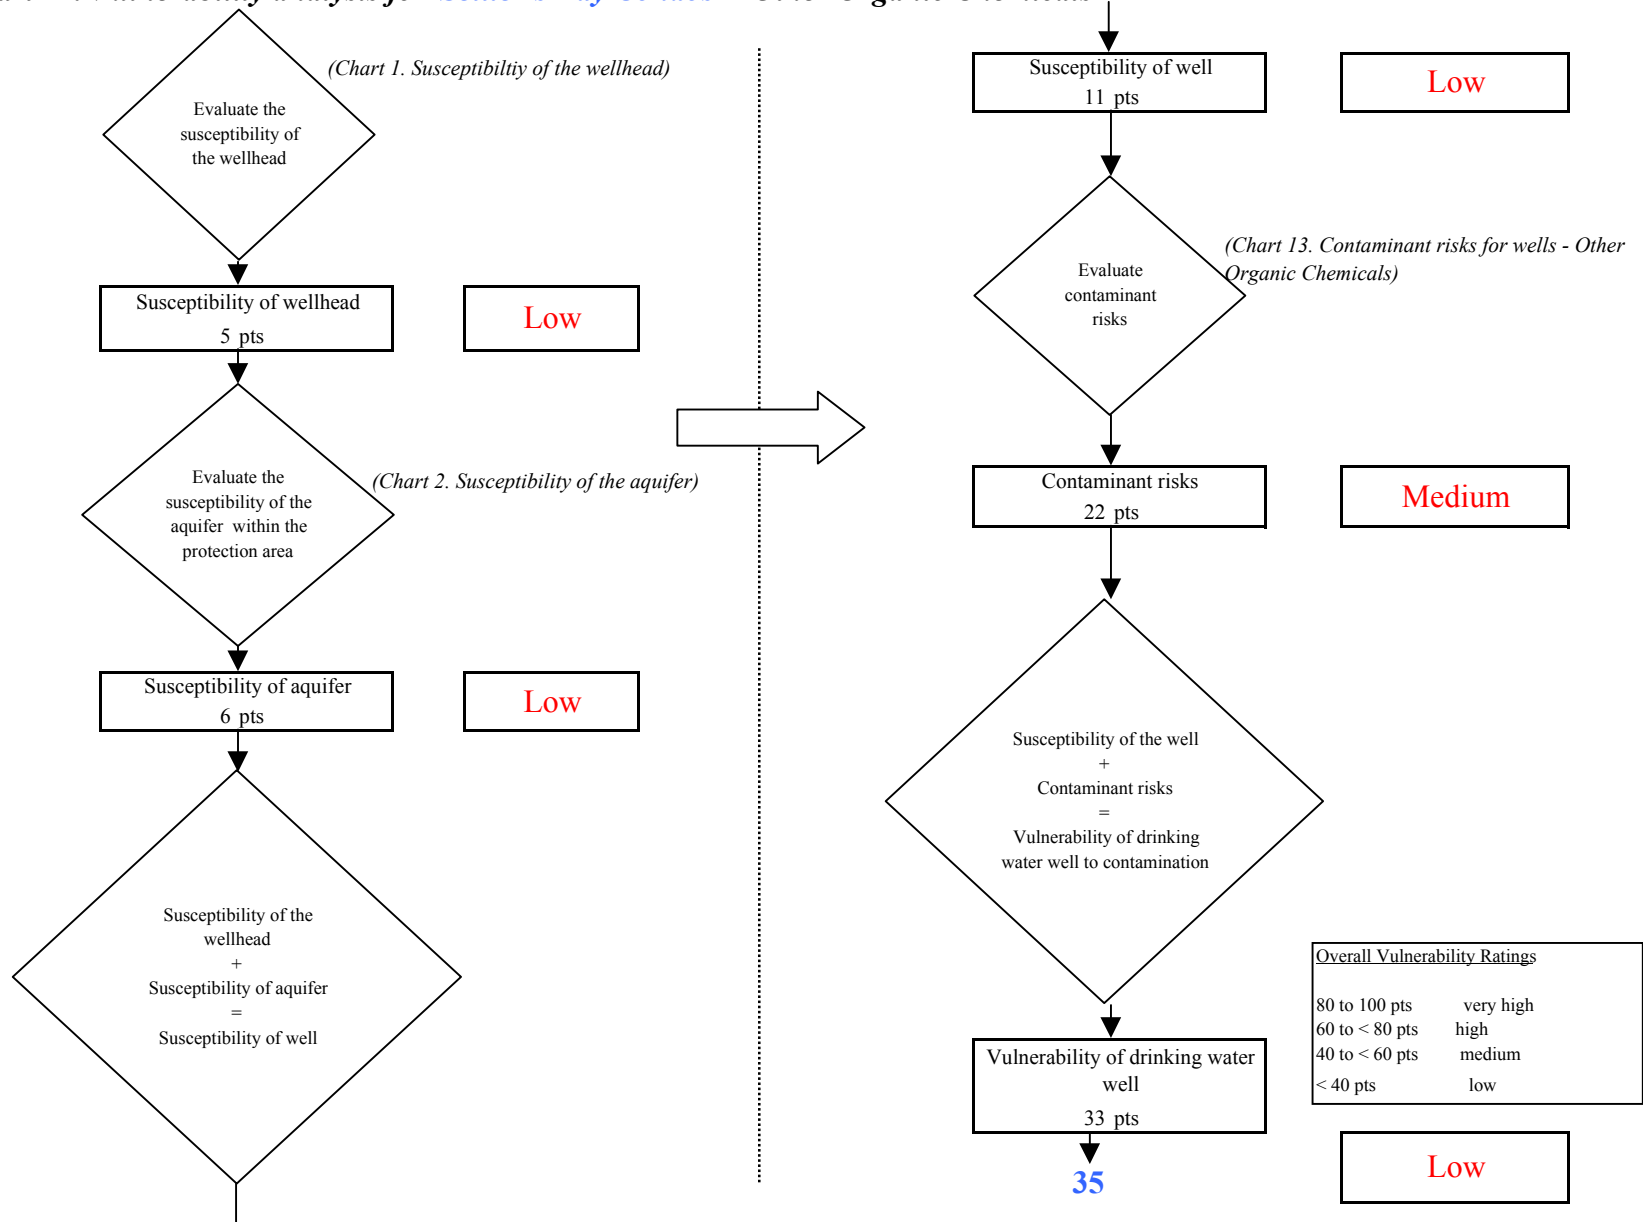 Other Organic Chemicals
(Chart 1. Susceptibiltiy of the wellhead)
Evaluate the
susceptibility of
the wellhead
Susceptibility of wellhead
5 pts
Low
Evaluate the
susceptibility of the
aquifer within the
protection area
(Chart 2. Susceptibility of the aquifer)
Susceptibility of aquifer
6 pts
Low
Susceptibility of the
wellhead
+
Susceptibility of aquifer
=
Susceptibility of well
Susceptibility of well
11 pts
Low
Evaluate
contaminant
risks
(Chart 13. Contaminant risks for wells - Other
Organic Chemicals)
Contaminant risks
22 pts
Medium
Susceptibility of the well
+
Contaminant risks
=
Vulnerability of drinking
water well to contamination
Vulnerability of drinking water
well
33 pts
35
Overall Vulnerability Ratings
80 to 100 pts very high
60 to < 80 pts high
40 to < 60 pts medium
< 40 pts low
Low